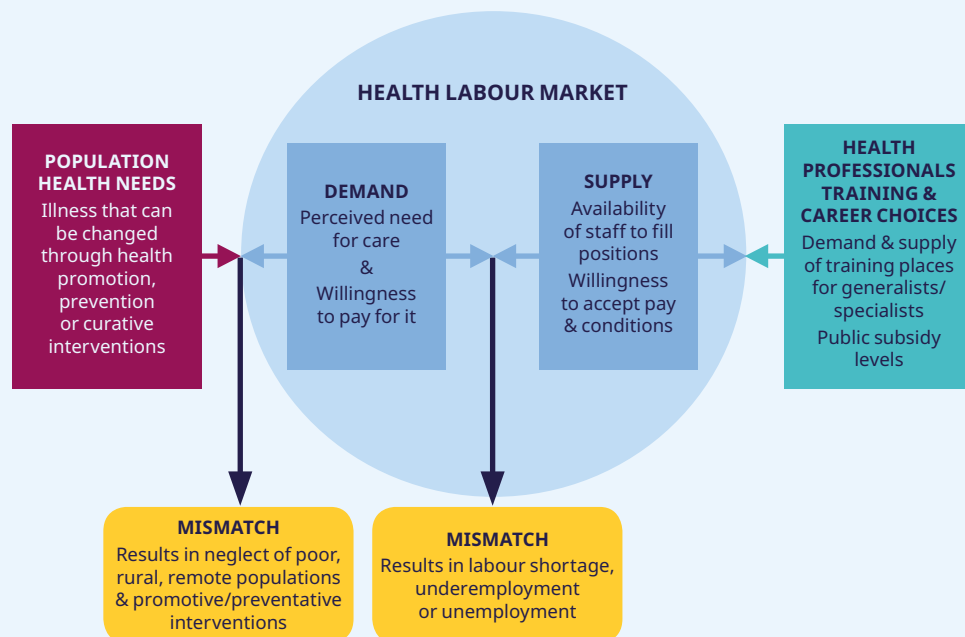 HEALTH LABOUR MARKET
POPULATION
HEALTH NEEDS
Illness that can
be changed
through health
promotion,
prevention
or curative
interventions
DEMAND
Perceived need
for care
&
Willingness
to pay for it
SUPPLY
Availability
of staff to fill
positions
Willingness
to accept pay
& conditions
HEALTH
PROFESSIONALS
TRAINING &
CAREER CHOICES
Demand & supply
of training places
for generalists/
specialists
Public subsidy
levels
MISMATCH
Results in neglect of poor,
rural, remote populations
& promotive/preventative
interventions
MISMATCH
Results in labour shortage,
underemployment
or unemployment